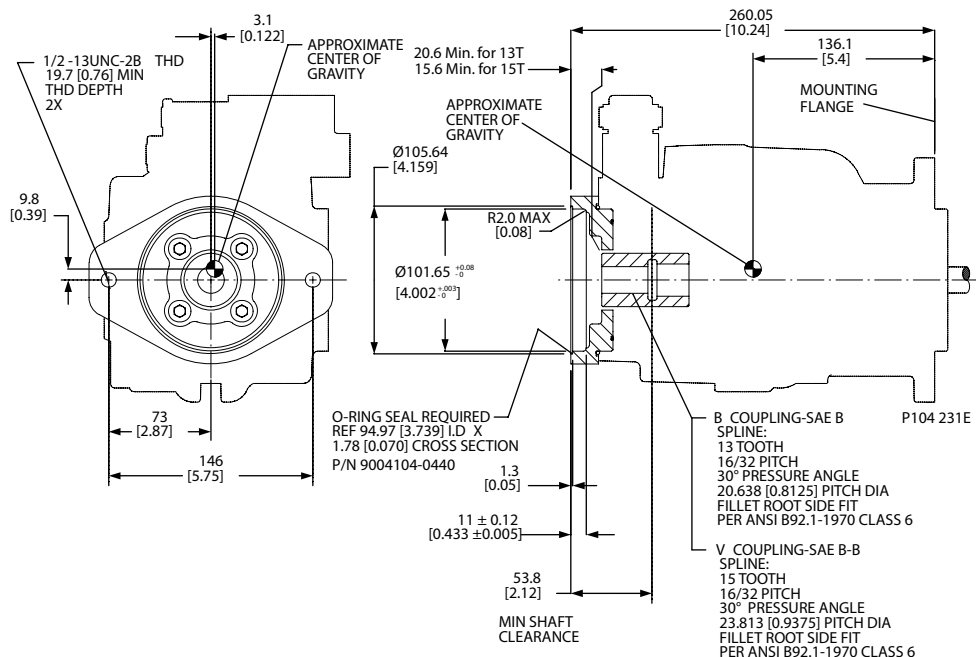 3.1
[0.122]
APPROXIMATE
CENTER OF
GRAVITY
1/2 -13UNC-2B THD
19.7 [0.76] MIN
THD DEPTH
2X
9.8
[0.39]
73
[2.87]
146
[5.75]
260.05
[10.24]
136.1
[5.4]
20.6 Min. for 13T
15.6 Min. for 15T
MOUNTING
FLANGE
APPROXIMATE
CENTER OF
GRAVITY
Ø105.64
[4.159]
R2.0 MAX
[0.08]
Ø101.65 +0.08 -0
[4.002 +.003 -0]
O-RING SEAL REQUIRED
REF 94.97 [3.739] I.D X
1.78 [0.070] CROSS SECTION
P/N 9004104-0440
1.3
[0.05]
11 ± 0.12
[0.433 ±0.005]
53.8
[2.12]
MIN SHAFT
CLEARANCE
P104 231E
B COUPLING-SAE B
SPLINE:
13 TOOTH
16/32 PITCH
30° PRESSURE ANGLE
20.638 [0.8125] PITCH DIA
FILLET ROOT SIDE FIT
PER ANSI B92.1-1970 CLASS 6
V COUPLING-SAE B-B
SPLINE:
15 TOOTH
16/32 PITCH
30° PRESSURE ANGLE
23.813 [0.9375] PITCH DIA
FILLET ROOT SIDE FIT
PER ANSI B92.1-1970 CLASS 6